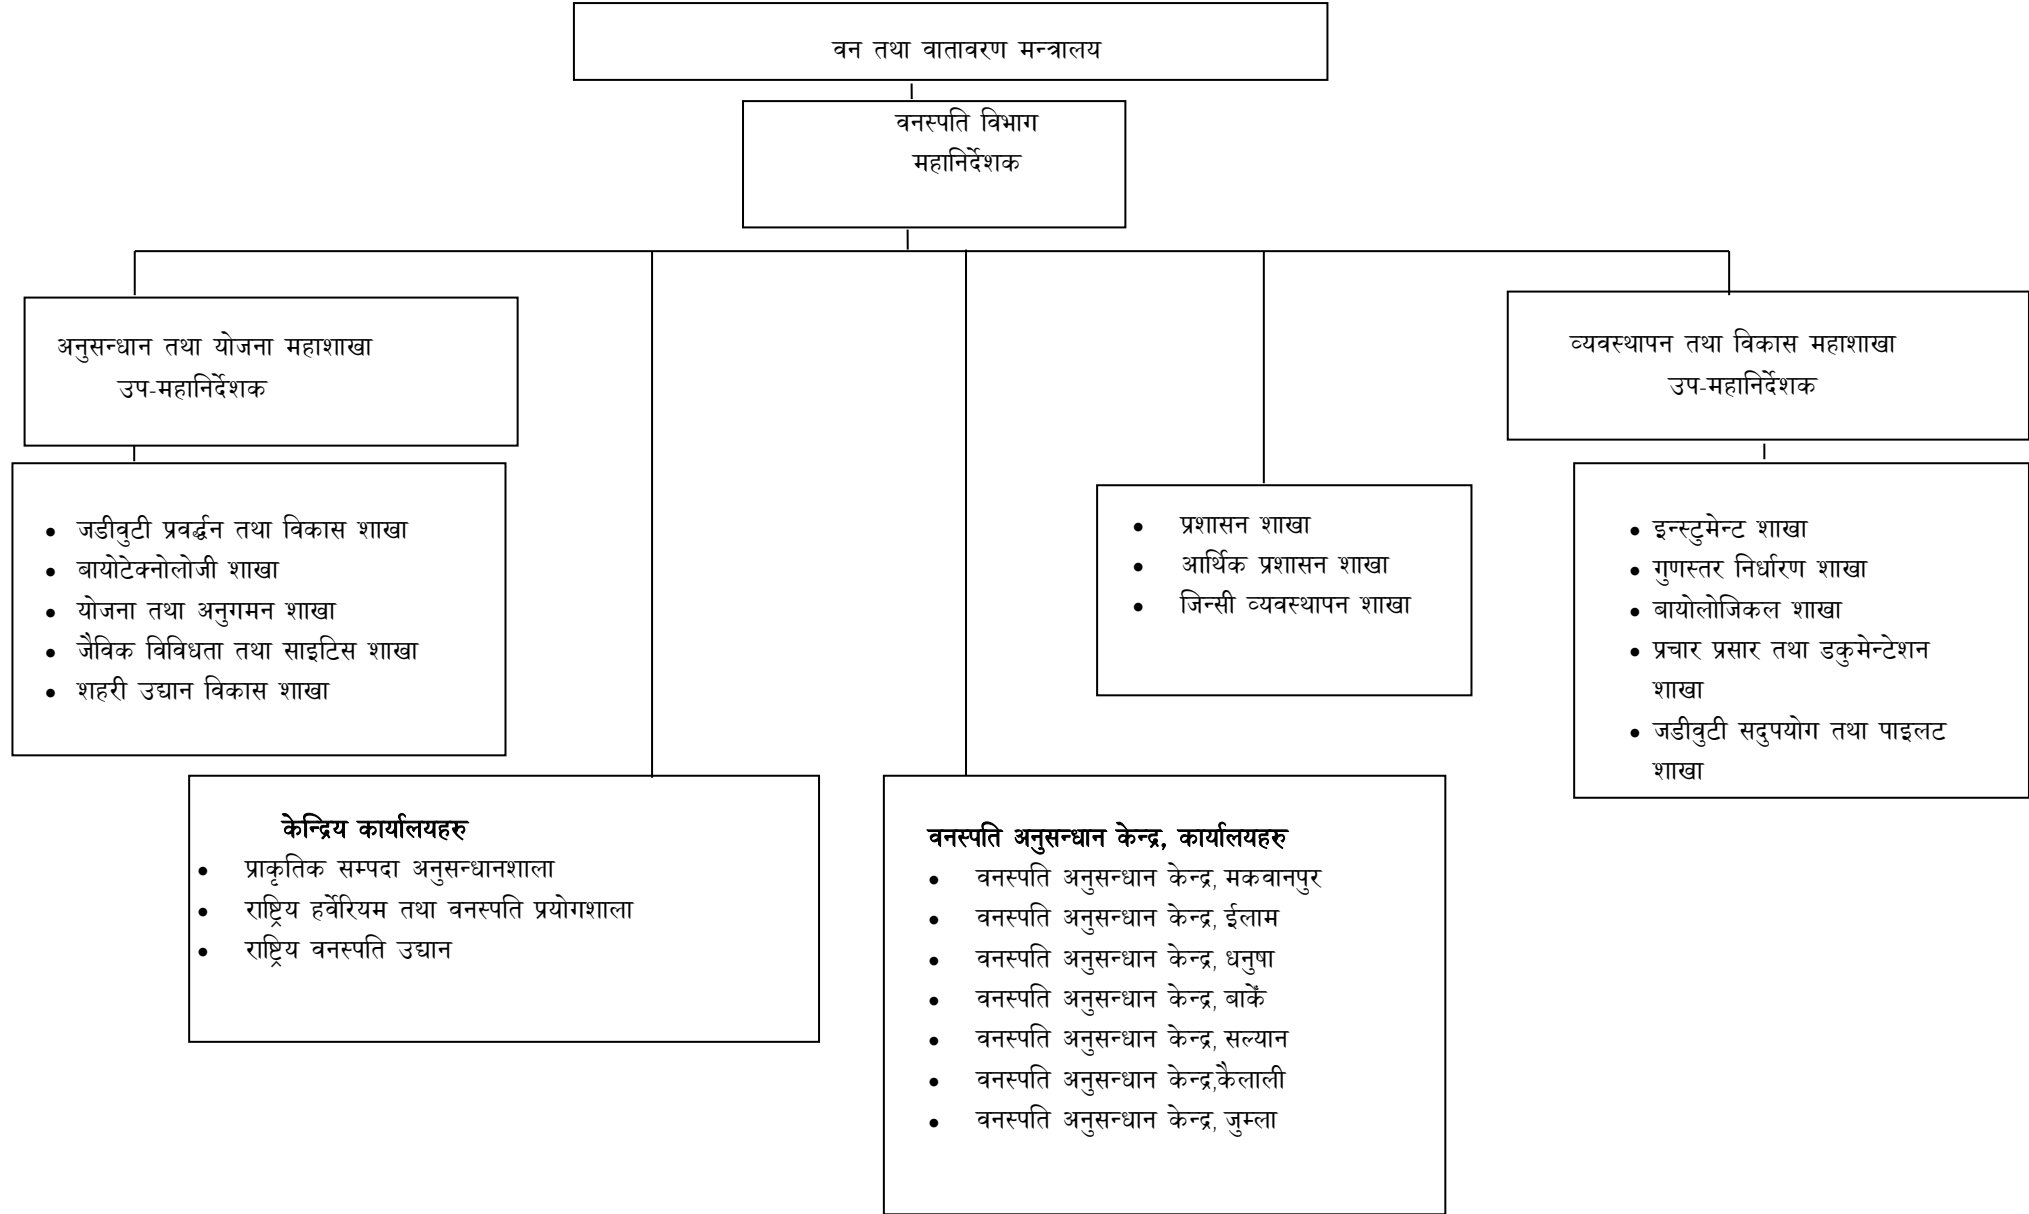 वन तथा वातावरण मन्त्रालय
वनस्पति विभाग
महानिर्देशक
अनुसन्धान तथा योजना महाशाखा
उप-महानिर्देशक
व्यवस्थापन तथा विकास महाशाखा
उप-महानिर्देशक
• जडीवुटी प्रवर्द्धन तथा विकास शाखा
• बायोटेक्नोलोजी शाखा
• योजना तथा अनुगमन शाखा
• जैविक विविधता तथा साइटिस शाखा
• शहरी उद्यान विकास शाखा
• प्रशासन शाखा
• आर्थिक प्रशासन शाखा
• जिन्सी व्यवस्थापन शाखा
• इन्स्टुमेन्ट शाखा
• गुणस्तर निर्धारण शाखा
• बायोलोजिकल शाखा
• प्रचार प्रसार तथा डकुमेन्टेशन
शाखा
• जडीवुटी सदुपयोग तथा पाइलट
शाखा
केन्द्रिय कार्यालयहरु
• प्राकृतिक सम्पदा अनुसन्धानशाला
• राष्ट्रिय हर्वेरियम तथा वनस्पति प्रयोगशाला
• राष्ट्रिय वनस्पति उद्यान
वनस्पति अनुसन्धान केन्द्र, कार्यालयहरु
• वनस्पति अनुसन्धान केन्द्र, मकवानपुर
• वनस्पति अनुसन्धान केन्द्र, ईलाम
• वनस्पति अनुसन्धान केन्द्र, धनुषा
• वनस्पति अनुसन्धान केन्द्र, बार्कें
• वनस्पति अनुसन्धान केन्द्र, सल्यान
• वनस्पति अनुसन्धान केन्द्र,कैलाली
• वनस्पति अनुसन्धान केन्द्र, जुम्ला